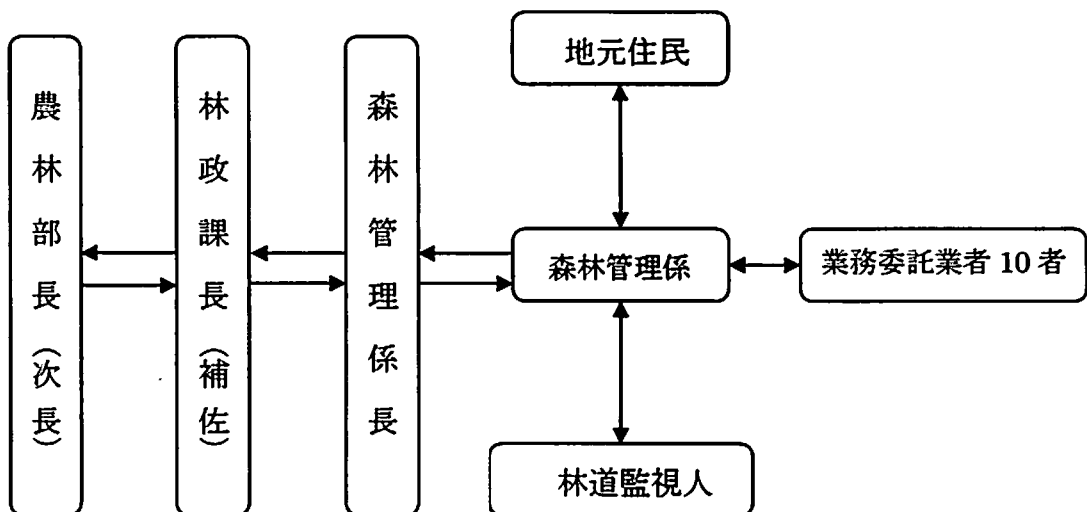 農林部長（次長）
林政課長（補佐）
森林管理係長
地元住民
森林管理係
業務委託業者 10 者
林道監視人